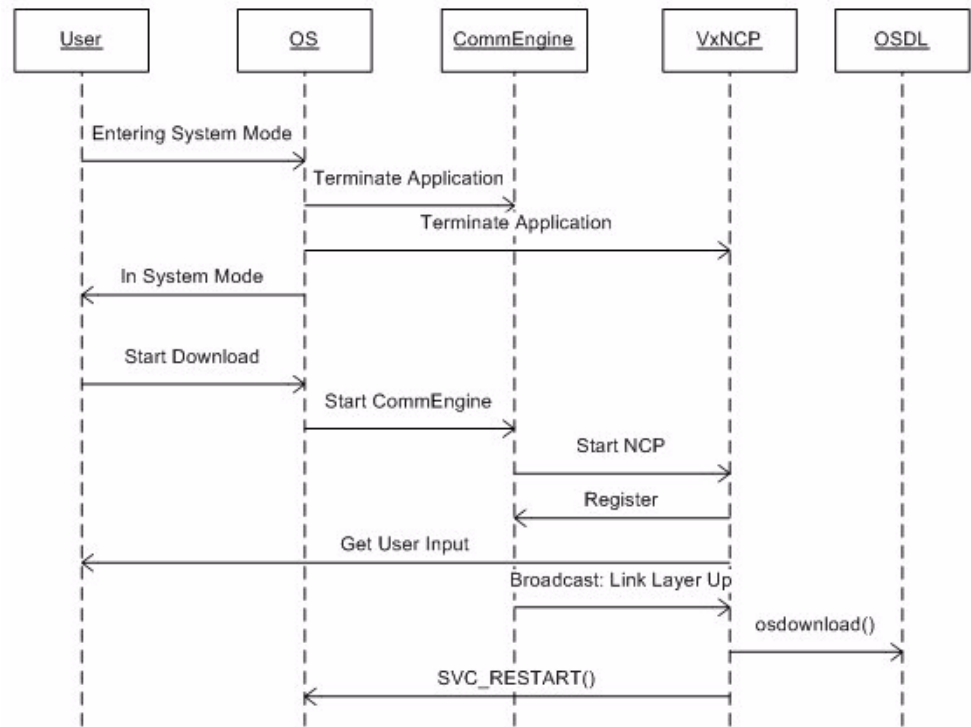 User
OS
CommEngine
VxNCP
OSDL
Entering System Mode
Terminate Application
Terminate Application
In System Mode
Start Download
Start CommEngine
Start NCP
Register
Get User Input
Broadcast: Link Layer Up
osdownload()
SVC_RESTART()